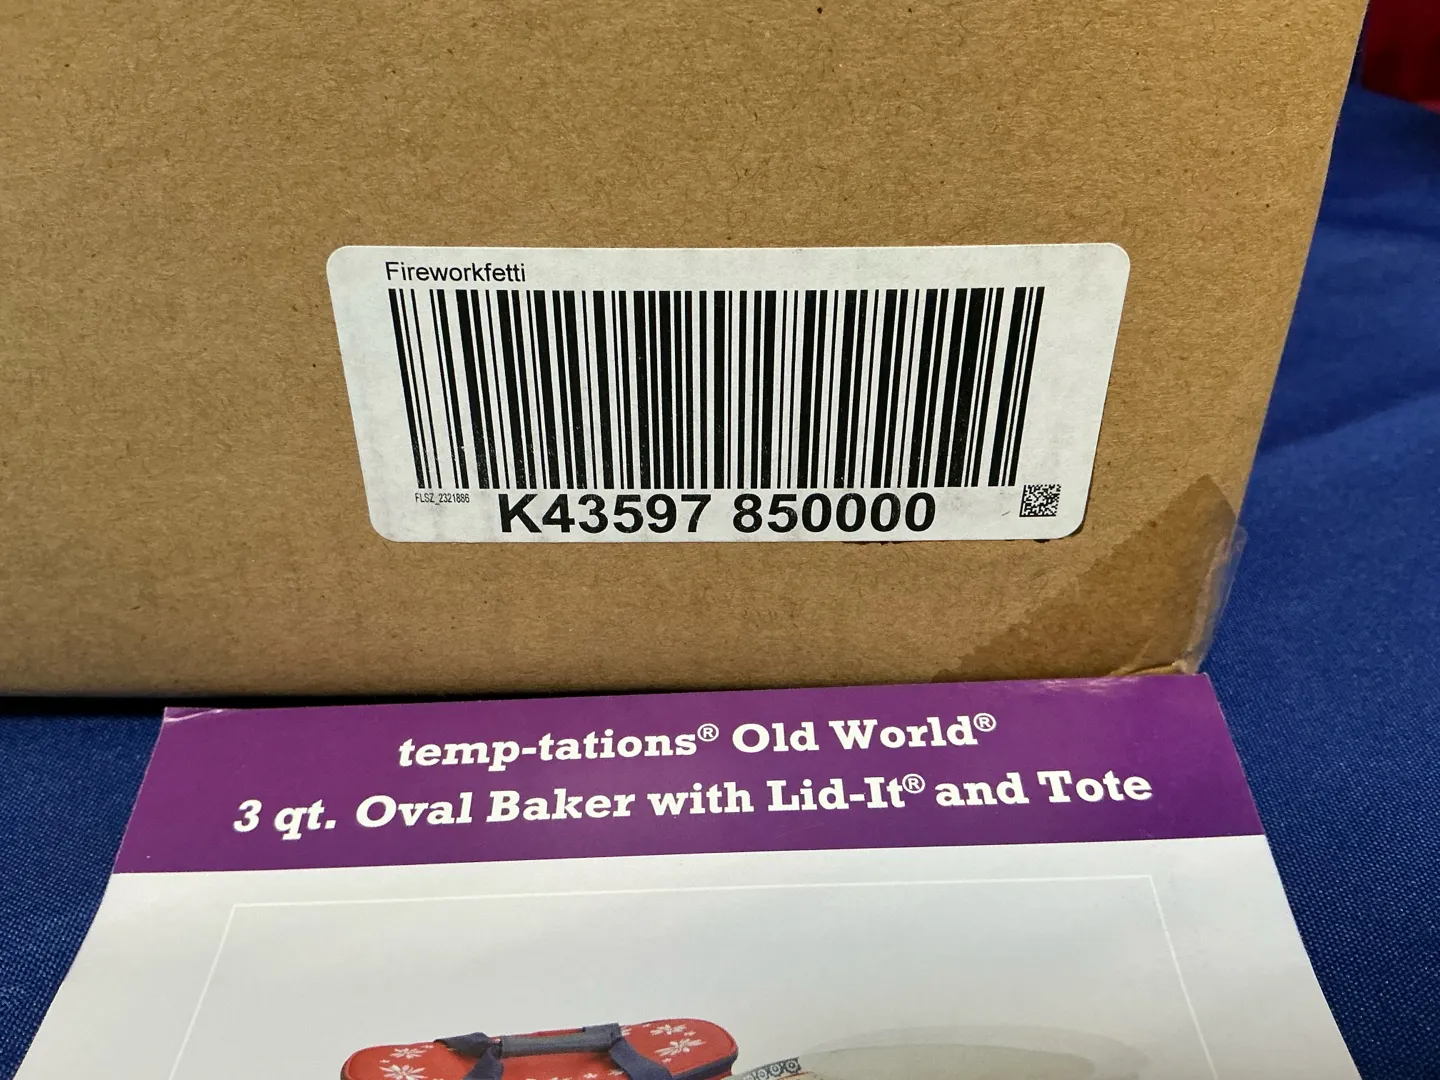 Fireworkfetti
FLSZ_2321886
K43597 850000
temp-tations® Old World®
3 qt. Oval Baker with Lid-It® and Tote